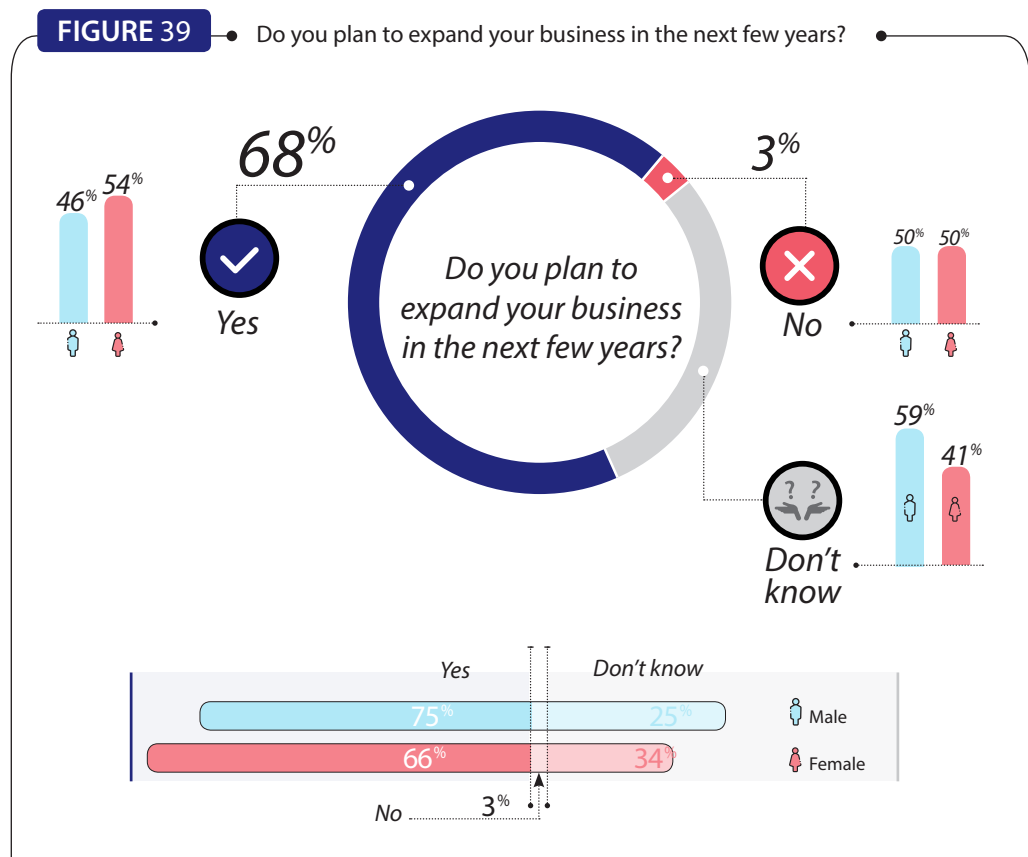 FIGURE 39
Do you plan to expand your business in the next few years?
68%
3%
46%
54%
Yes
Do you plan to
expand your business
in the next few years?
50%
50%
No
59%
41%
? ?
Don't
know
Yes
Don't know
75%
25%
Male
66%
34%
Female
No
3%